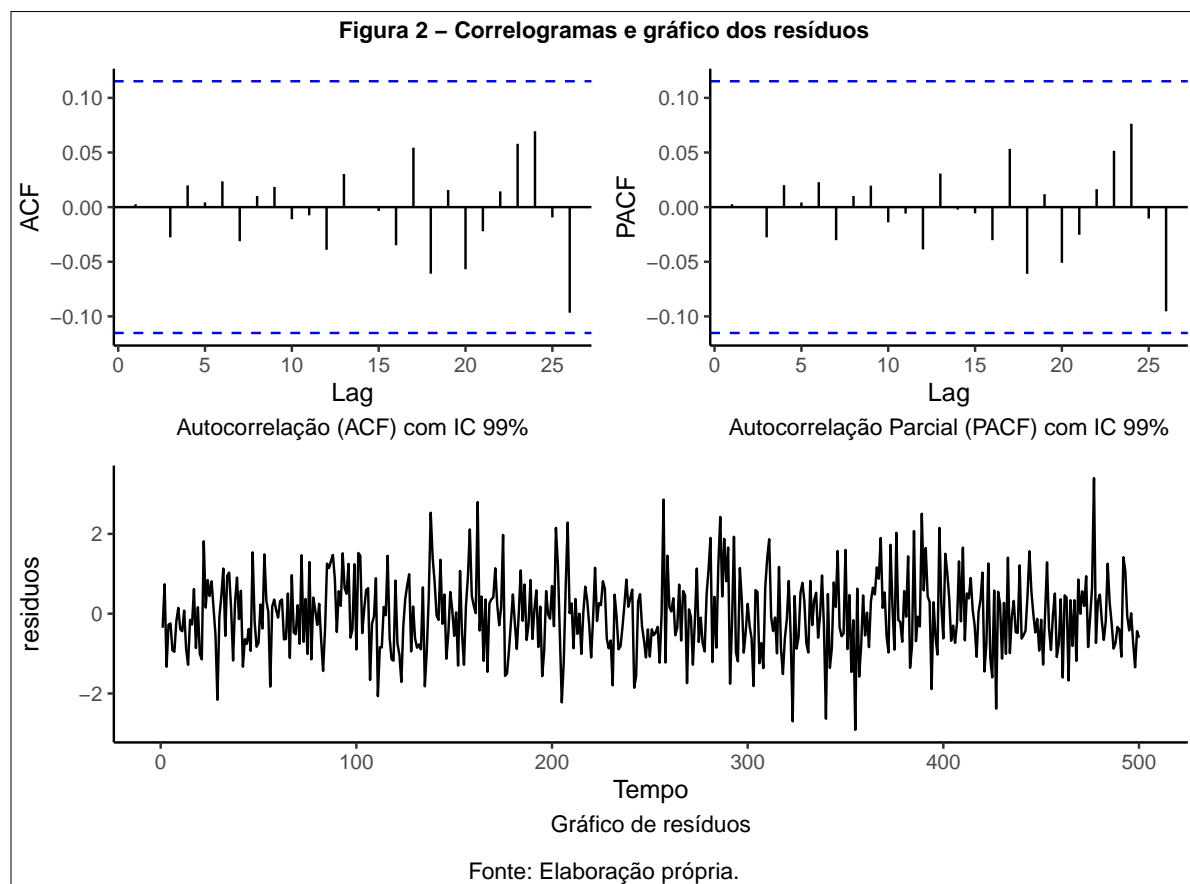 Figura 2 – Correlogramas e gráfico dos resíduos
ACF
0.10
0.05
0.00
−0.05
−0.10
0 5 10 15 20 25
Lag
Autocorrelação (ACF) com IC 99%
PACF
0.10
0.05
0.00
−0.05
−0.10
0 5 10 15 20 25
Lag
Autocorrelação Parcial (PACF) com IC 99%
residuos
2
0
−2
0 100 200 300 400 500
Tempo
Gráfico de resíduos
Fonte: Elaboração própria.